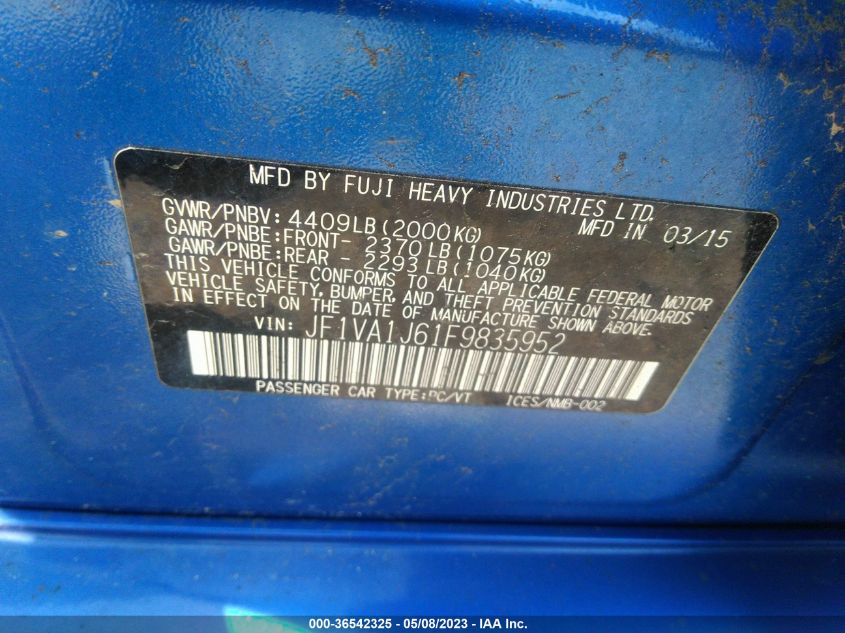 MFD BY FUJI HEAVY INDUSTRIES LTD.
GVWR/PNBV: 4409LB(2000KG) MFD IN 03/15
GAWR/PNBE:FRONT- 2370LB(1075KG)
GAWR/PNBE:REAR - 2293LB(1040KG)
THIS VEHICLE CONFORMS TO ALL APPLICABLE FEDERAL MOTOR
VEHICLE SAFETY, BUMPER, AND THEFT PREVENTION STANDARDS
IN EFFECT ON THE DATE OF MANUFACTURE SHOWN ABOVE.
VIN: JF1VA1J61F9835952
PASSENGER CAR TYPE:PC/VT ICES/NMB-002
000-36542325 - 05/08/2023 - IAA Inc.